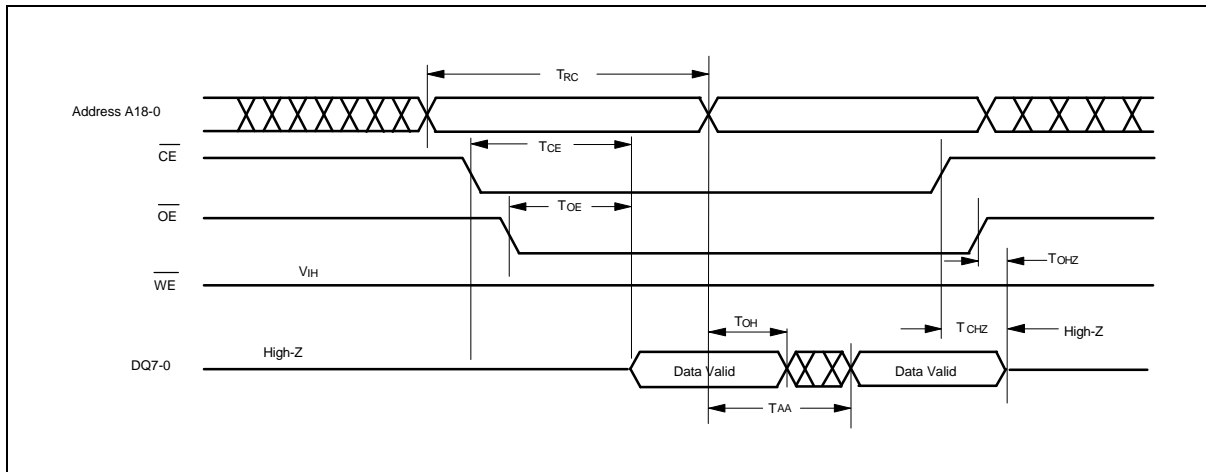 TRC
Address A18-0
CE
TCE
OE
TOE
TOHZ
WE
VIH
TOH
TCHZ
High-Z
DQ7-0
High-Z
Data Valid
Data Valid
TAA